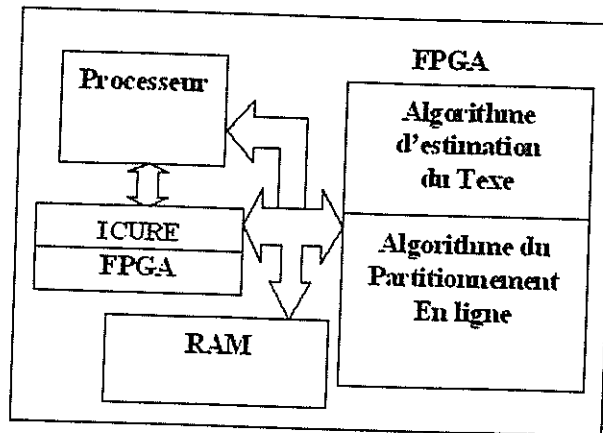 Processeur
ICURE
FPGA
RAM
FPGA
Algorithme
d'estimation
du Texe
Algorithme du
Partitionnement
En ligne